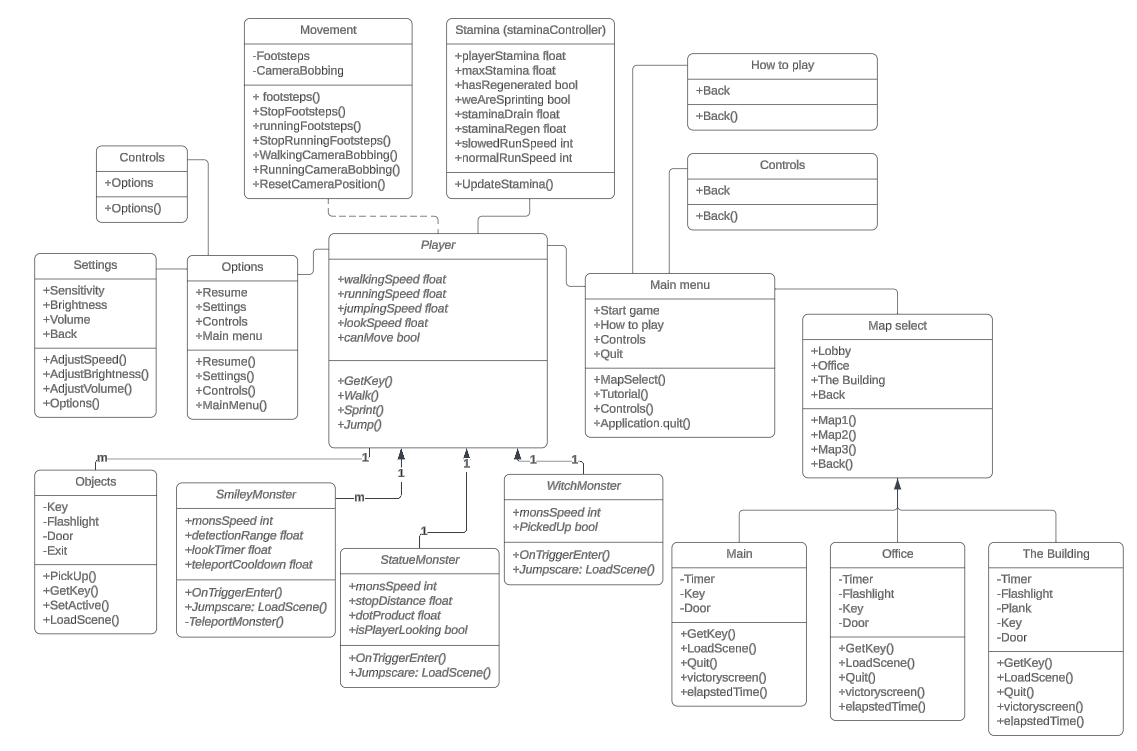 Movement
-Footsteps
-CameraBobbing
+ footsteps()
+StopFootsteps()
+runningFootsteps()
+StopRunningFootsteps()
+WalkingCameraBobbing()
+RunningCameraBobbing()
+ResetCameraPosition()
Stamina (staminaController)
+playerStamina float
+maxStamina float
+hasRegenerated bool
+weAreSprinting bool
+staminaDrain float
+staminaRegen float
+slowedRunSpeed int
+normalRunSpeed int
+UpdateStamina()
How to play
+Back
+Back()
Controls
+Options
+Options()
Controls
+Back
+Back()
Settings
+Sensitivity
+Brightness
+Volume
+Back
+AdjustSpeed()
+AdjustBrightness()
+AdjustVolume()
+Options()
Options
+Resume
+Settings
+Controls
+Main menu
+Resume()
+Settings()
+Controls()
+MainMenu()
Player
+walkingSpeed float
+runningSpeed float
+jumpingSpeed float
+lookSpeed float
+canMove bool
+GetKey()
+Walk()
+Sprint()
+Jump()
Main menu
+Start game
+How to play
+Controls
+Quit
+MapSelect()
+Tutorial()
+Controls()
+Application.quit()
Map select
+Lobby
+Office
+The Building
+Back
+Map1()
+Map2()
+Map3()
+Back()
m
1
1
1
1
1
m
1
Objects
-Key
-Flashlight
-Door
-Exit
+PickUp()
+GetKey()
+SetActive()
+LoadScene()
SmileyMonster
+monsSpeed int
+detectionRange float
+lookTimer float
+teleportCooldown float
+OnTriggerEnter()
+Jumpscare: LoadScene()
-TeleportMonster()
StatueMonster
+monsSpeed int
+stopDistance float
+dotProduct float
+isPlayerLooking bool
+OnTriggerEnter()
+Jumpscare: LoadScene()
WitchMonster
+monsSpeed int
+PickedUp bool
+OnTriggerEnter()
+Jumpscare: LoadScene()
Main
-Timer
-Key
-Door
+GetKey()
+LoadScene()
+Quit()
+victoryscreen()
+elapstedTime()
Office
-Timer
-Flashlight
-Key
-Door
+GetKey()
+LoadScene()
+Quit()
+victoryscreen()
+elapstedTime()
The Building
-Timer
-Flashlight
-Plank
-Key
-Door
+GetKey()
+LoadScene()
+Quit()
+victoryscreen()
+elapstedTime()